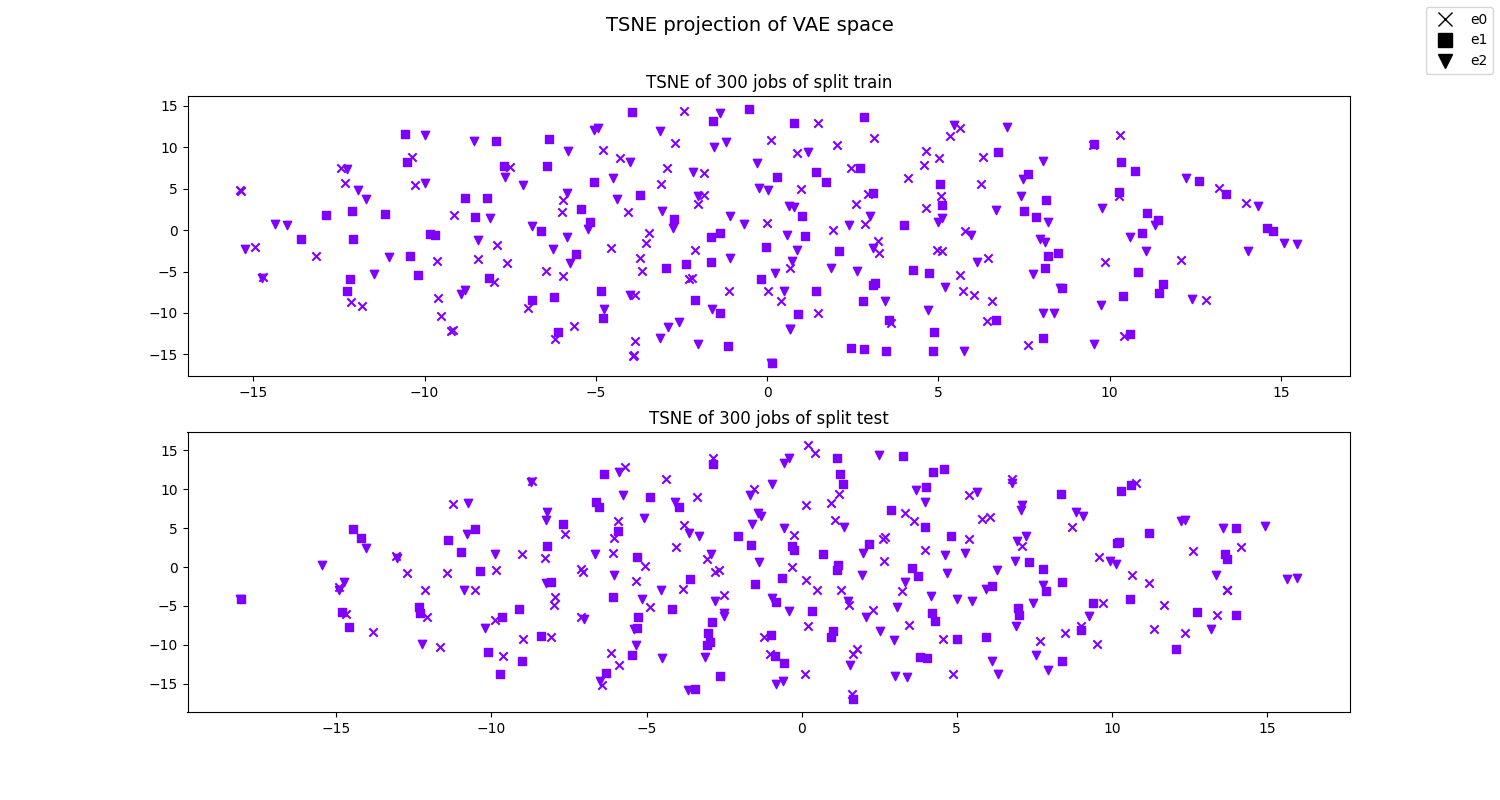 TSNE projection of VAE space
e0
e1
e2
TSNE of 300 jobs of split train
15
10
5
0
−5
−10
−15
−15 −10 −5 0 5 10 15
TSNE of 300 jobs of split test
15
10
5
0
−5
−10
−15
−15 −10 −5 0 5 10 15